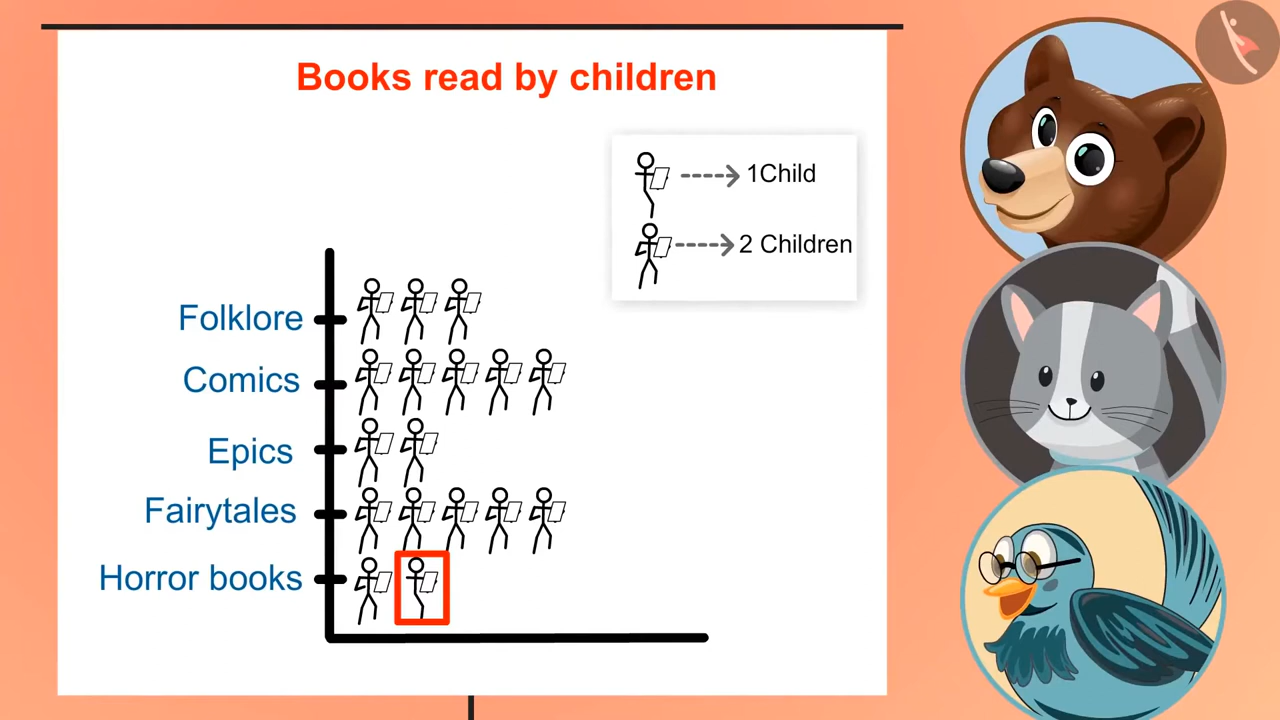 Books read by children
1Child
2 Children
Folklore
Comics
Epics
Fairytales
Horror books